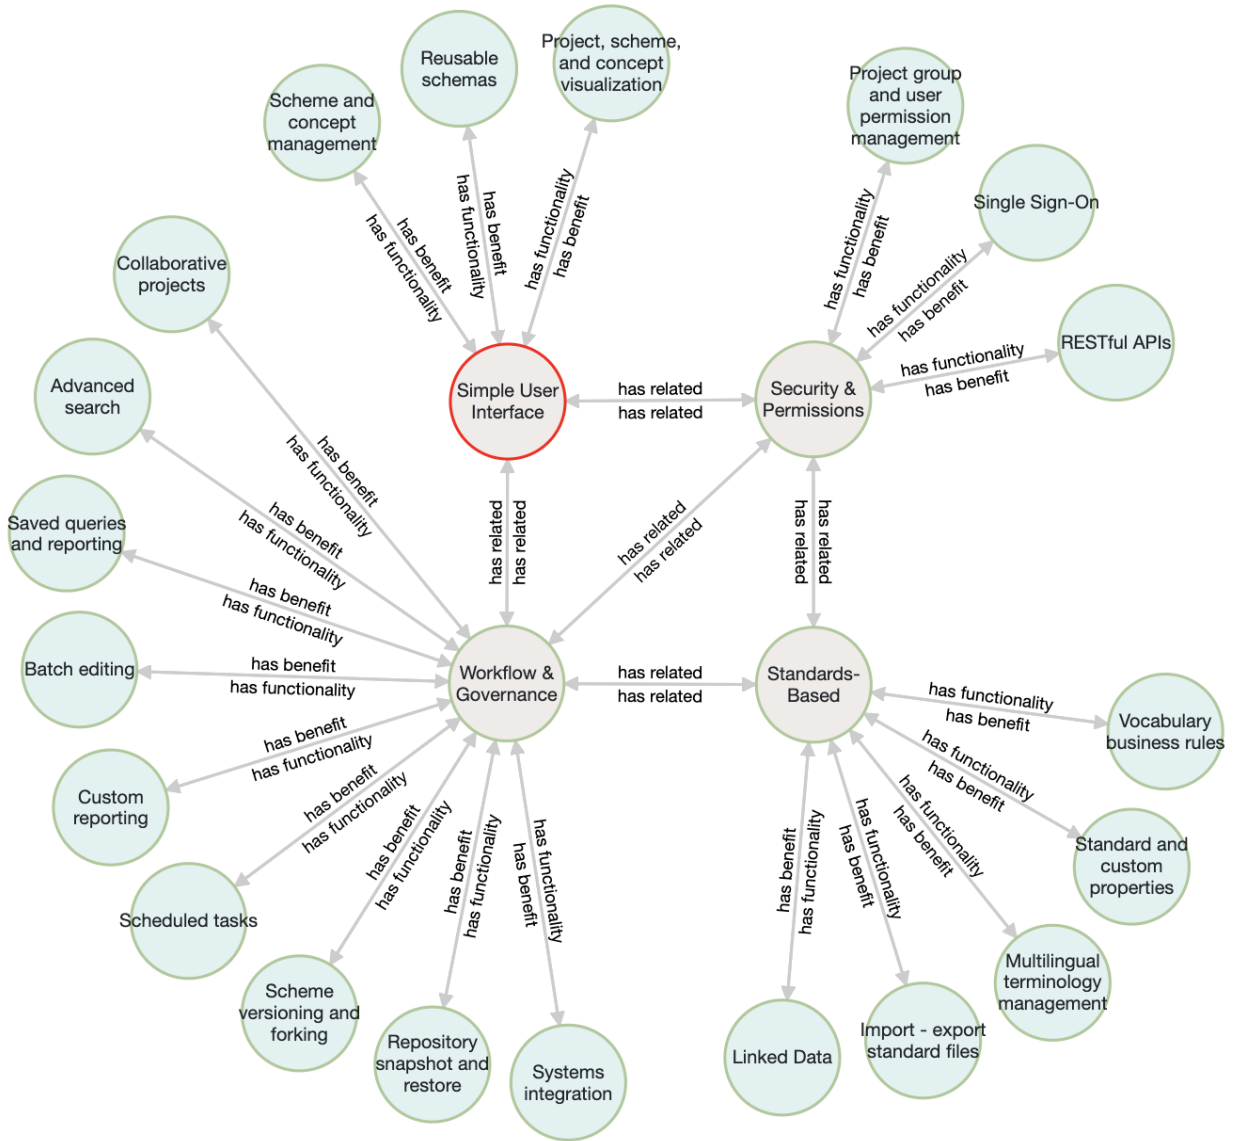 Reusable
schemas
Project, scheme,
and concept
visualization
Scheme and
concept
management
Project group
and user
permission
management
Single Sign-On
RESTful APIs
Collaborative
projects
Advanced
search
Saved queries
and reporting
Batch editing
Custom
reporting
Scheduled tasks
Scheme
versioning and
forking
Repository
snapshot and
restore
Systems
integration
Simple User
Interface
Security &
Permissions
Workflow &
Governance
Standards-
Based
Vocabulary
business rules
Standard and
custom
properties
Multilingual
terminology
management
Import - export
standard files
Linked Data
has benefit
has functionality
has benefit
has functionality
has functionality
has benefit
has functionality
has benefit
has functionality
has benefit
has functionality
has benefit
has related
has related
has related
has related
has related
has related
has related
has related
has related
has related
has benefit
has functionality
has benefit
has functionality
has benefit
has functionality
has benefit
has functionality
has benefit
has functionality
has benefit
has functionality
has benefit
has functionality
has benefit
has functionality
has functionality
has benefit
has functionality
has benefit
has functionality
has benefit
has functionality
has benefit
has functionality
has benefit
has benefit
has functionality